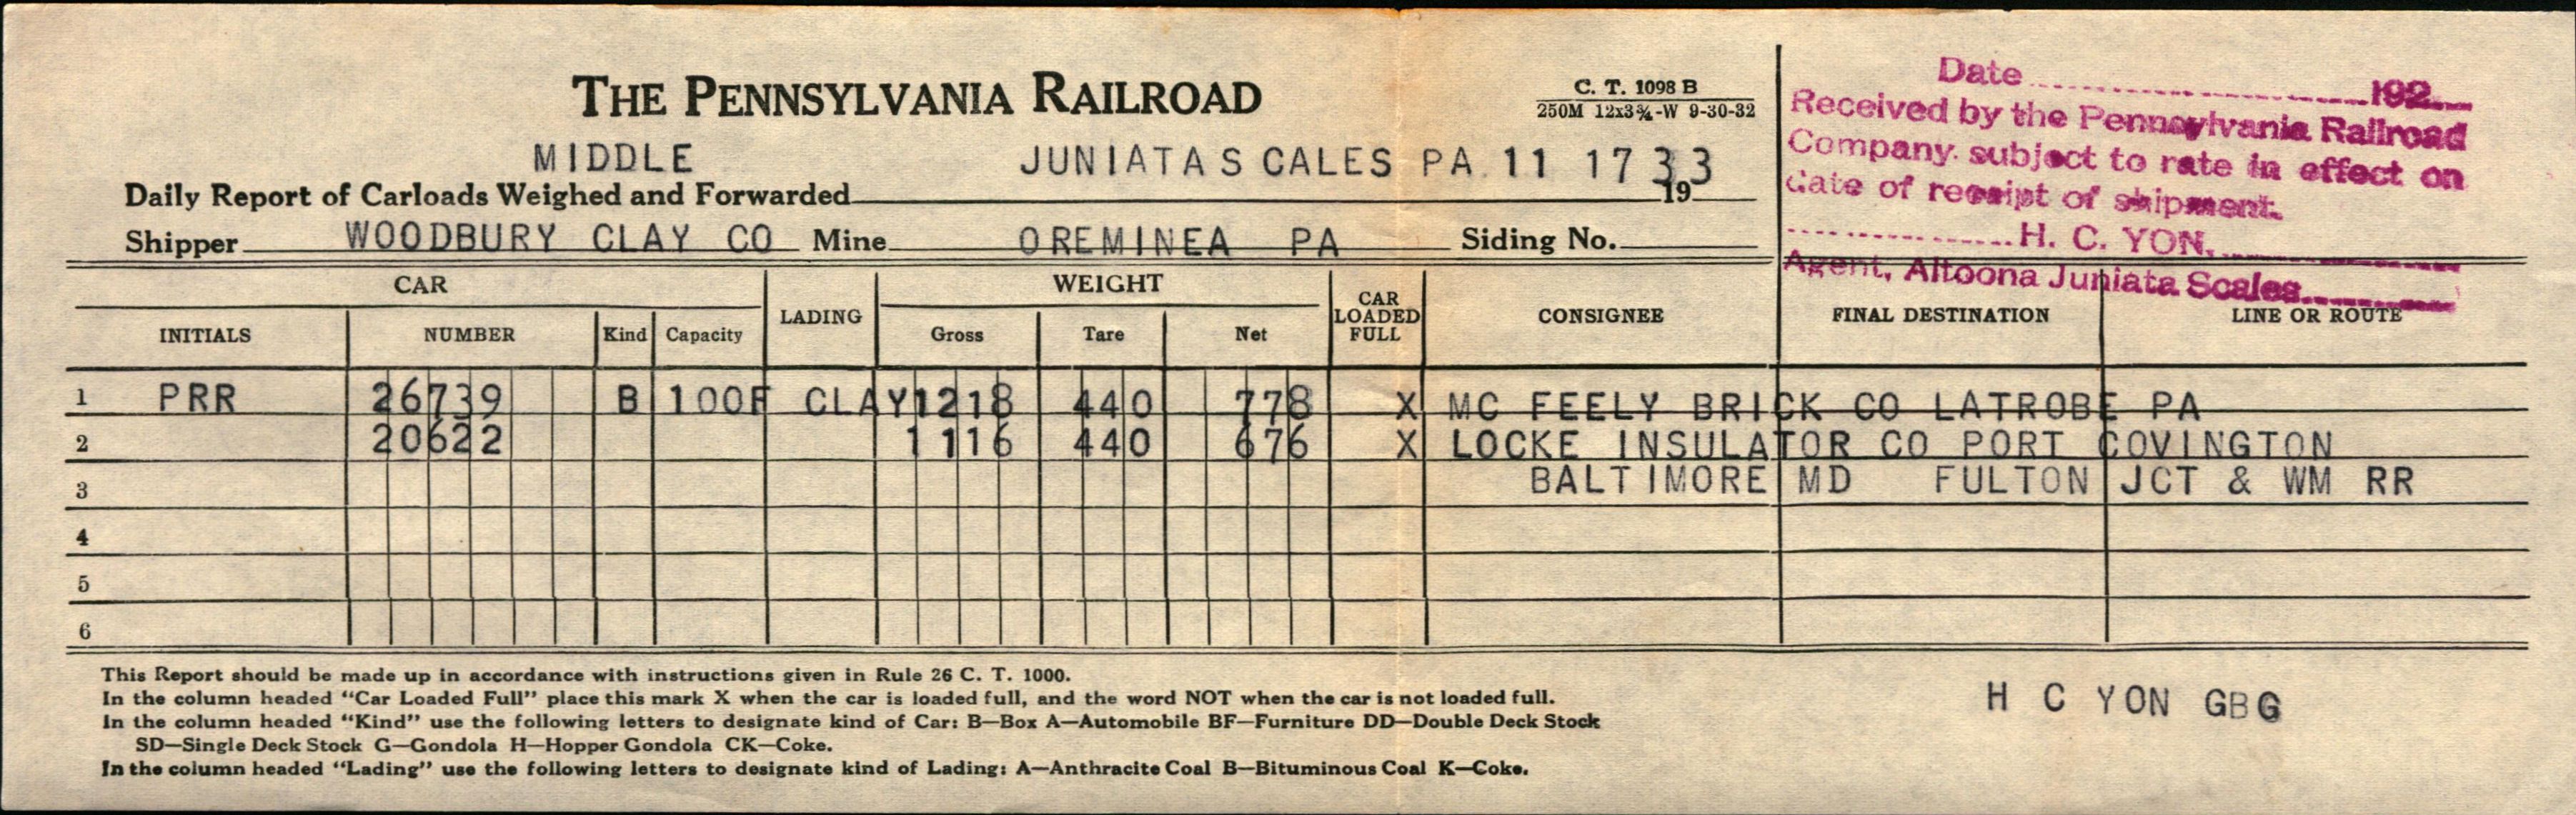 THE PENNSYLVANIA RAILROAD
C. T. 1098 B
250M 12x3¾-W 9-30-32
Date 192
Received by the Pennsylvania Railroad
Company. subject to rate in effect on
date of receipt of shipment.
H. C. YON,
Agent, Altoona Juniata Scales
MIDDLE JUNIATA SCALES PA 11 17 33
Daily Report of Carloads Weighed and Forwarded 19
Shipper WOODBURY CLAY CO Mine OREMINEA PA Siding No.
CAR WEIGHT
INITIALS NUMBER Kind Capacity LADING Gross Tare Net CAR LOADED FULL CONSIGNEE FINAL DESTINATION LINE OR ROUTE
1 PRR 26739 B 100F CLAY 1218 440 778 X MC FEELY BRICK CO LATROBE PA
2 20622 1116 440 676 X LOCKE INSULATOR CO PORT COVINGTON
3 BALTIMORE MD FULTON JCT & WM RR
4
5
6
This Report should be made up in accordance with instructions given in Rule 26 C. T. 1000.
In the column headed “Car Loaded Full” place this mark X when the car is loaded full, and the word NOT when the car is not loaded full.
In the column headed “Kind” use the following letters to designate kind of Car: B—Box A—Automobile BF—Furniture DD—Double Deck Stock
SD—Single Deck Stock G—Gondola H—Hopper Gondola CK—Coke.
In the column headed “Lading” use the following letters to designate kind of Lading: A—Anthracite Coal B—Bituminous Coal K—Coke.
H C YON GBG